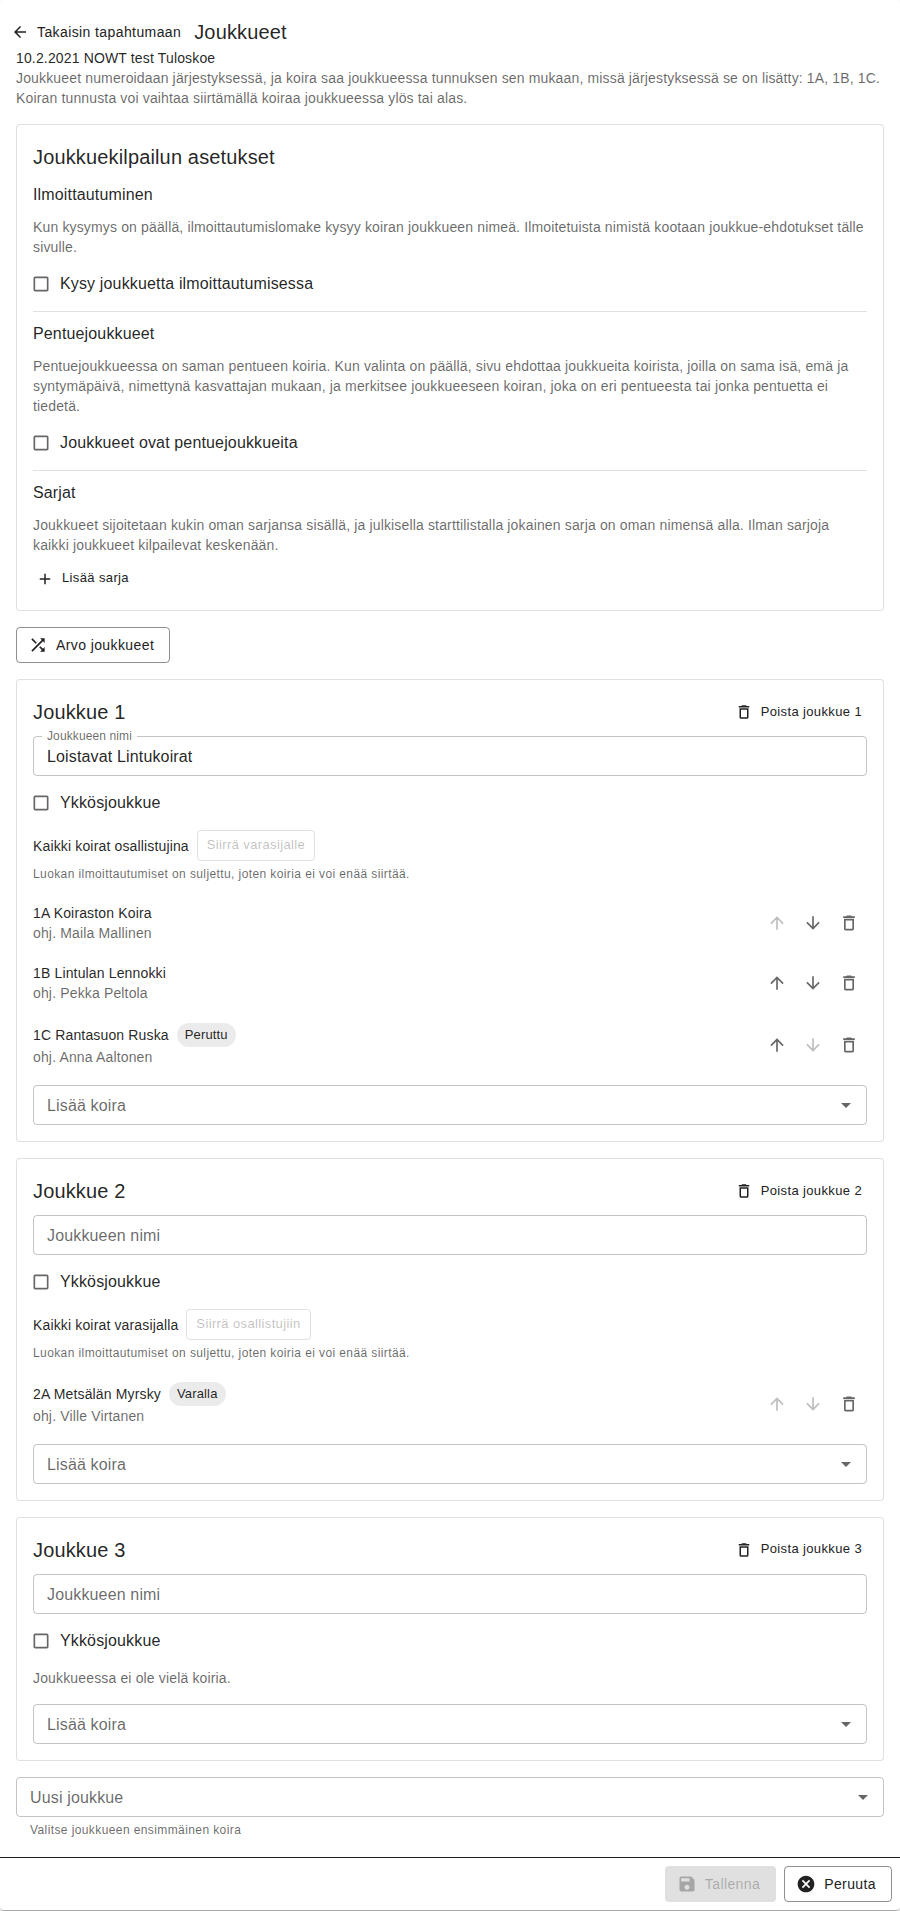 Takaisin tapahtumaan Joukkueet
10.2.2021 NOWT test Tuloskoe
Joukkueet numeroidaan järjestyksessä, ja koira saa joukkueessa tunnuksen sen mukaan, missä järjestyksessä se on lisätty: 1A, 1B, 1C.
Koiran tunnusta voi vaihtaa siirtämällä koiraa joukkueessa ylös tai alas.
Joukkuekilpailun asetukset
Ilmoittautuminen
Kun kysymys on päällä, ilmoittautumislomake kysyy koiran joukkueen nimeä. Ilmoitetuista nimistä kootaan joukkue-ehdotukset tälle
sivulle.
Kysy joukkuetta ilmoittautumisessa
Pentuejoukkueet
Pentuejoukkueessa on saman pentueen koiria. Kun valinta on päällä, sivu ehdottaa joukkueita koirista, joilla on sama isä, emä ja
syntymäpäivä, nimettynä kasvattajan mukaan, ja merkitsee joukkueeseen koiran, joka on eri pentueesta tai jonka pentuetta ei
tiedetä.
Joukkueet ovat pentuejoukkueita
Sarjat
Joukkueet sijoitetaan kukin oman sarjansa sisällä, ja julkisella starttilistalla jokainen sarja on oman nimensä alla. Ilman sarjoja
kaikki joukkueet kilpailevat keskenään.
Lisää sarja
Arvo joukkueet
Joukkue 1
Poista joukkue 1
Joukkueen nimi
Loistavat Lintukoirat
Ykkösjoukkue
Kaikki koirat osallistujina Siirrä varasijalle
Luokan ilmoittautumiset on suljettu, joten koiria ei voi enää siirtää.
1A Koiraston Koira
ohj. Maila Mallinen
1B Lintulan Lennokki
ohj. Pekka Peltola
1C Rantasuon Ruska Peruttu
ohj. Anna Aaltonen
Lisää koira
Joukkue 2
Poista joukkue 2
Joukkueen nimi
Ykkösjoukkue
Kaikki koirat varasijalla Siirrä osallistujiin
Luokan ilmoittautumiset on suljettu, joten koiria ei voi enää siirtää.
2A Metsälän Myrsky Varalla
ohj. Ville Virtanen
Lisää koira
Joukkue 3
Poista joukkue 3
Joukkueen nimi
Ykkösjoukkue
Joukkueessa ei ole vielä koiria.
Lisää koira
Uusi joukkue
Valitse joukkueen ensimmäinen koira
Tallenna Peruuta